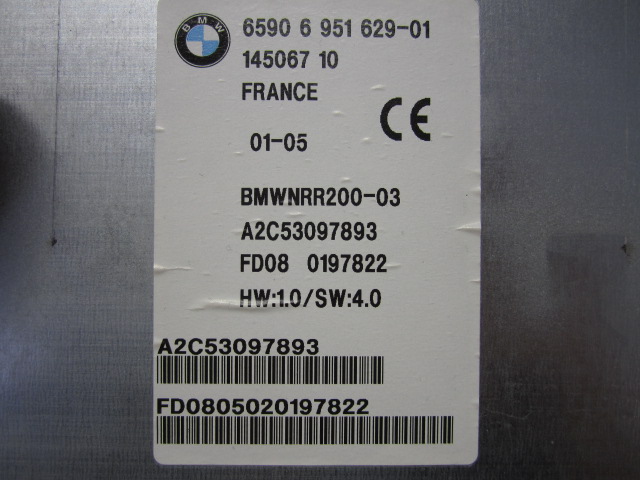 BMW
6590 6 951 629-01
145067 10
FRANCE
CE
01-05
BMWNRR200-03
A2C53097893
FD08 0197822
HW:1.0/SW:4.0
A2C53097893
FD0805020197822